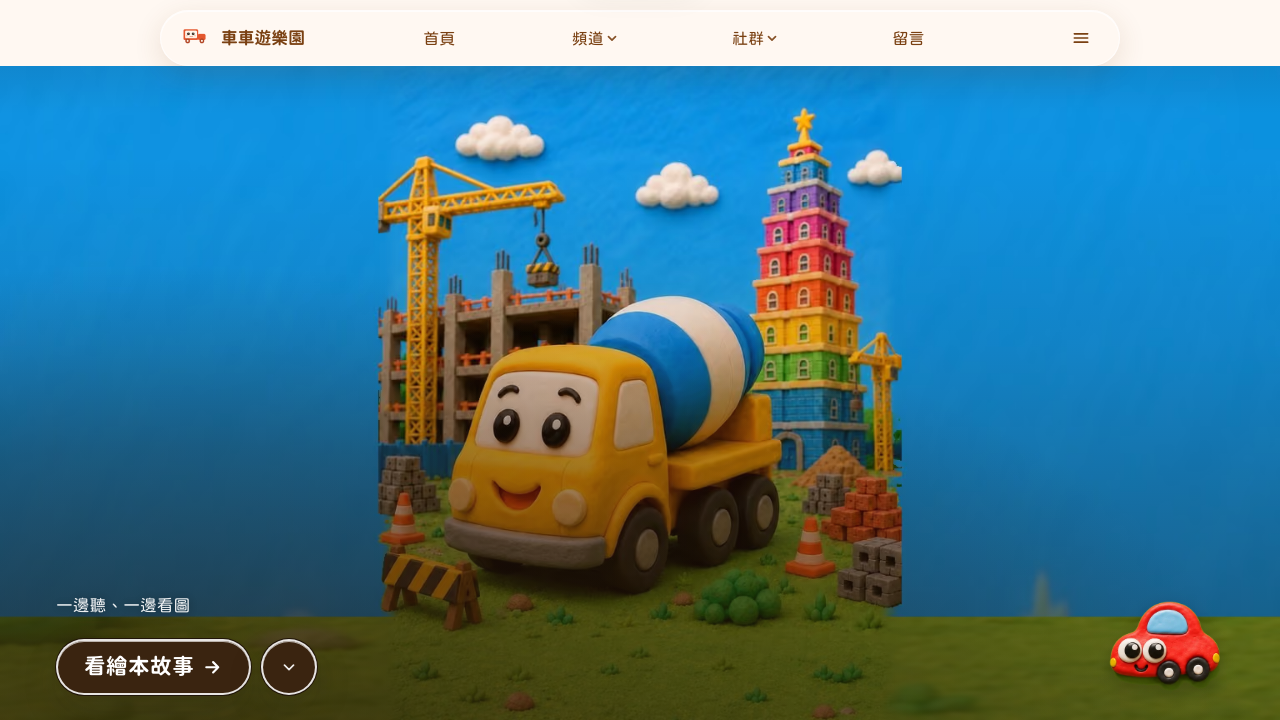 車車遊樂園
首頁
頻道
社群
留言
一邊聽、一邊看圖
看繪本故事 →